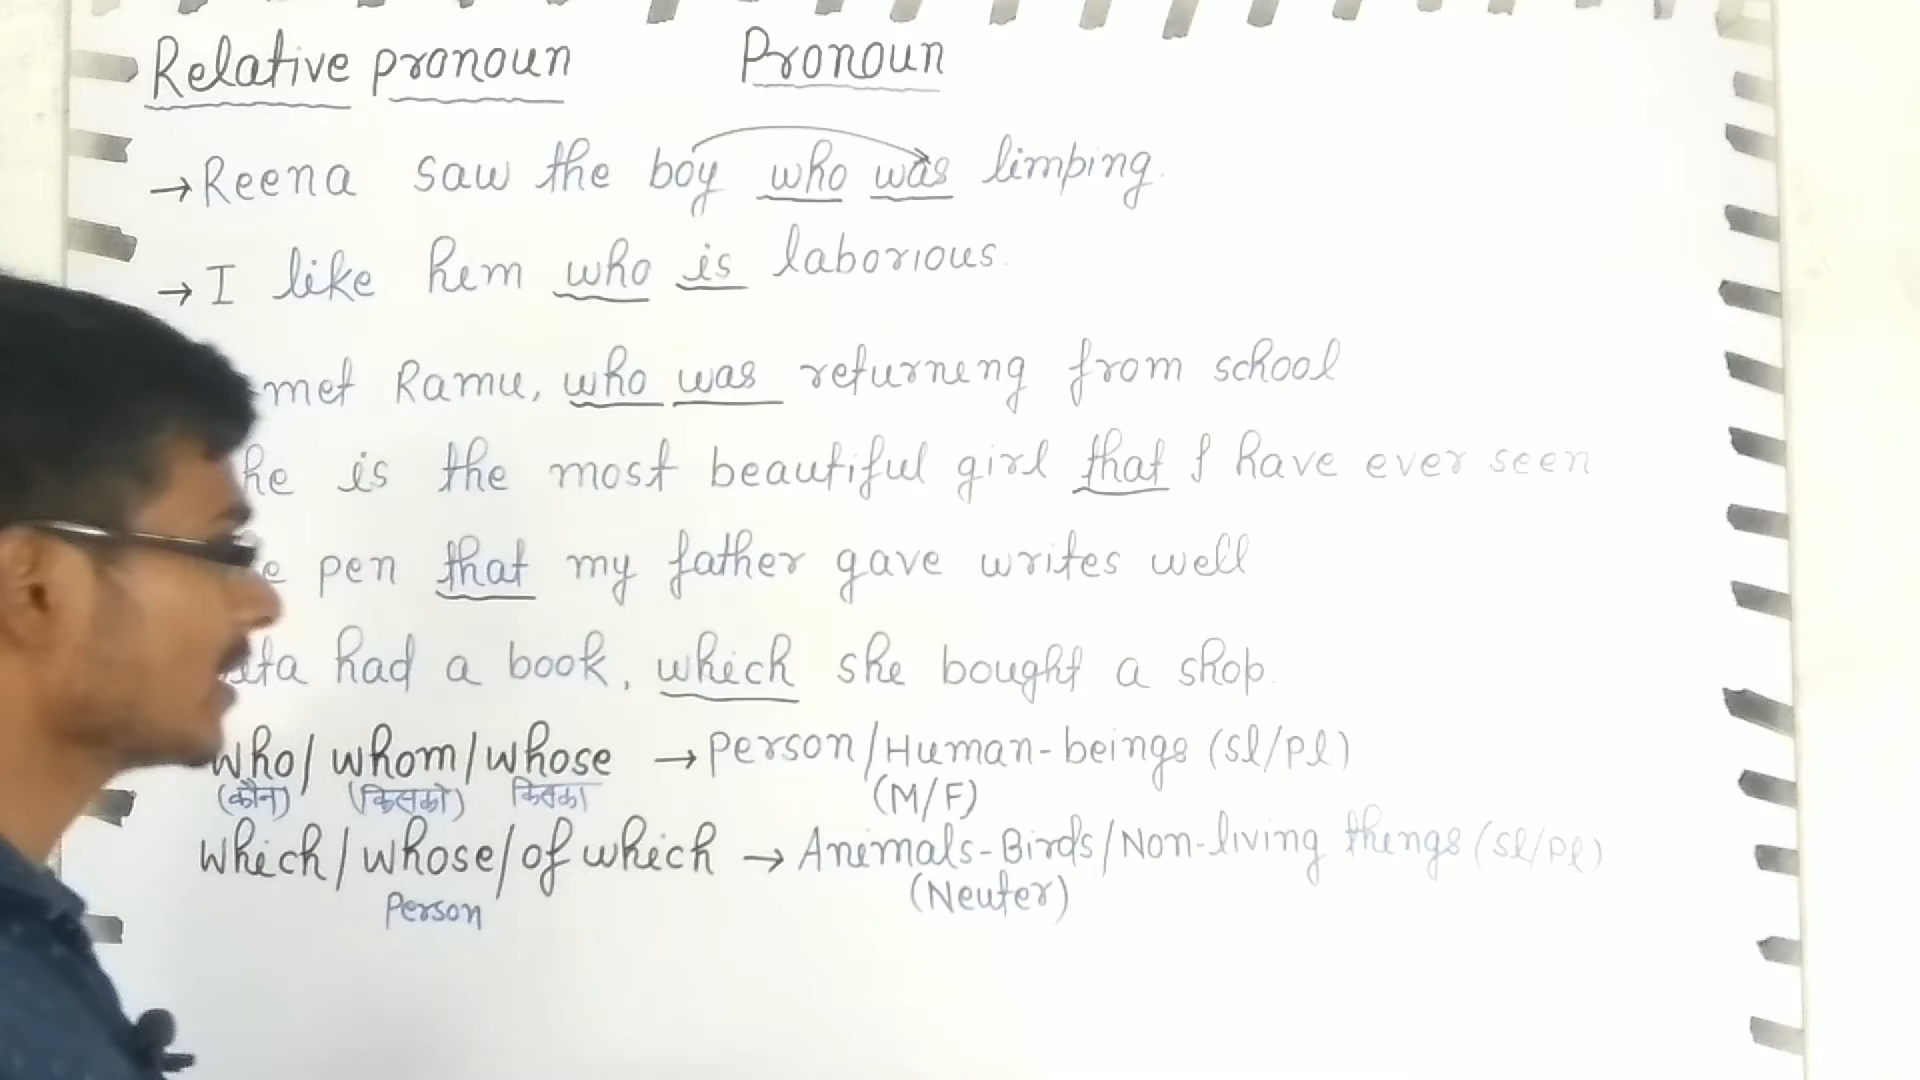 Relative pronoun Pronoun
→ Reena saw the boy who was limping.
→ I like him who is laborious.
met Ramu, who was returning from school
he is the most beautiful girl that I have ever seen
pen that my father gave writes well
had a book, which she bought a shop.
who/ whom/ whose → Person/Human-beings (sl/pl)
(कौन) (किसको) किसका (M/F)
which/ whose/ of which → Animals-Birds/Non-living things (sl/pl)
Person (Neuter)